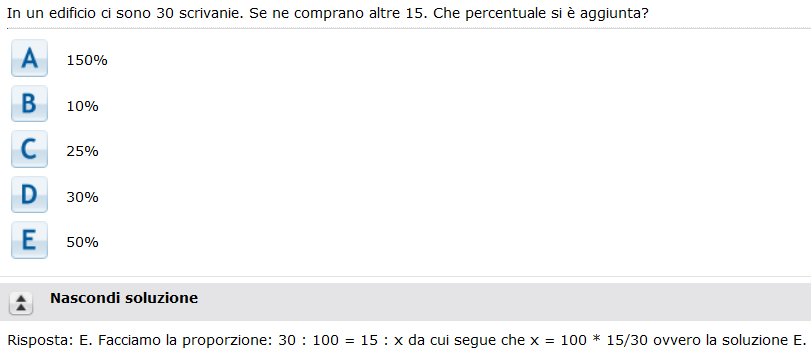 In un edificio ci sono 30 scrivanie. Se ne comprano altre 15. Che percentuale si è aggiunta?
A 150%
B 10%
C 25%
D 30%
E 50%
Nascondi soluzione
Risposta: E. Facciamo la proporzione: 30 : 100 = 15 : x da cui segue che x = 100 * 15/30 ovvero la soluzione E.